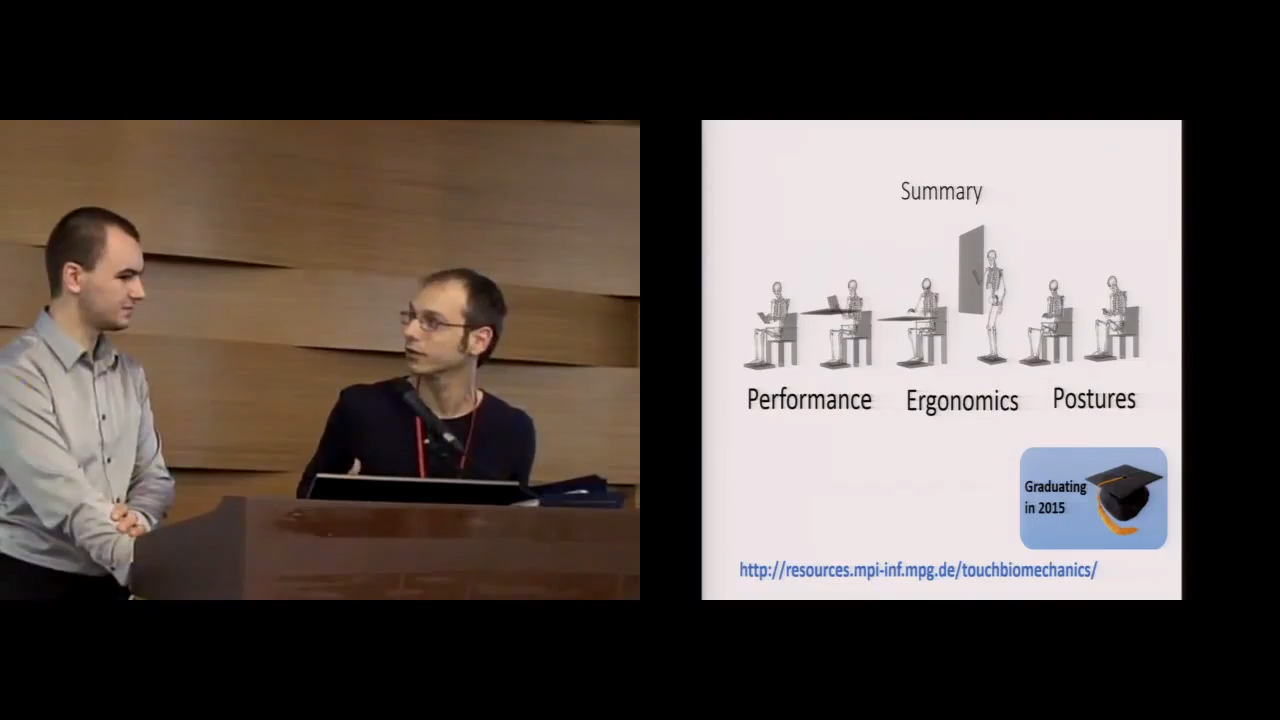 Summary
Performance
Ergonomics
Postures
Graduating
in 2015
http://resources.mpi-inf.mpg.de/touchbiomechanics/